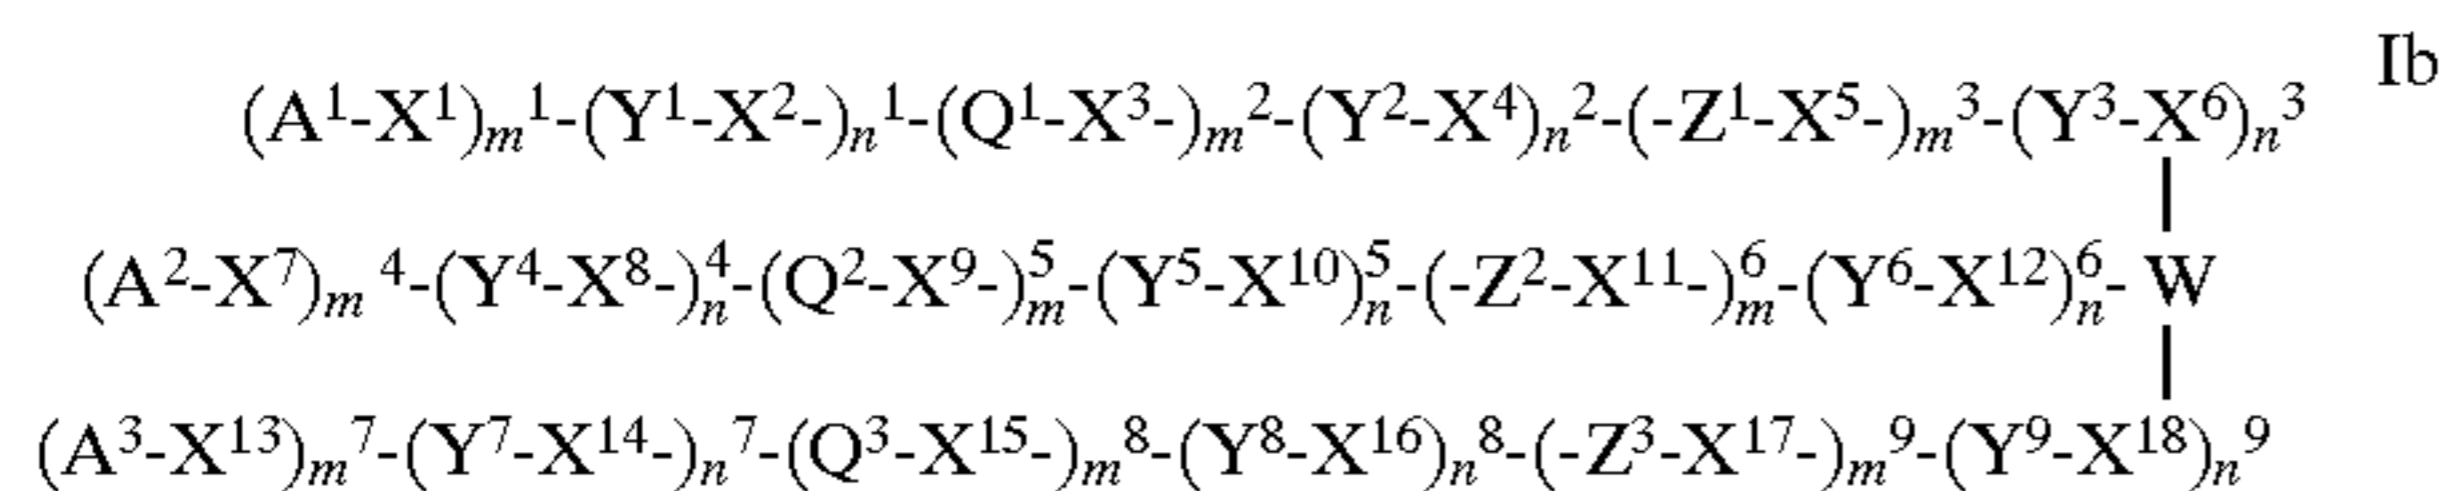 Ib
(A¹-X¹)ₘ¹-(Y¹-X²-)ₙ¹-(Q¹-X³-)ₘ²-(Y²-X⁴)ₙ²-(-Z¹-X⁵-)ₘ³-(Y³-X⁶)ₙ³
(A²-X⁷)ₘ⁴-(Y⁴-X⁸-)ₙ⁴-(Q²-X⁹-)ₘ⁵-(Y⁵-X¹⁰)ₙ⁵-(-Z²-X¹¹-)ₘ⁶-(Y⁶-X¹²)ₙ⁶- W
(A³-X¹³)ₘ⁷-(Y⁷-X¹⁴-)ₙ⁷-(Q³-X¹⁵-)ₘ⁸-(Y⁸-X¹⁶)ₙ⁸-(-Z³-X¹⁷-)ₘ⁹-(Y⁹-X¹⁸)ₙ⁹